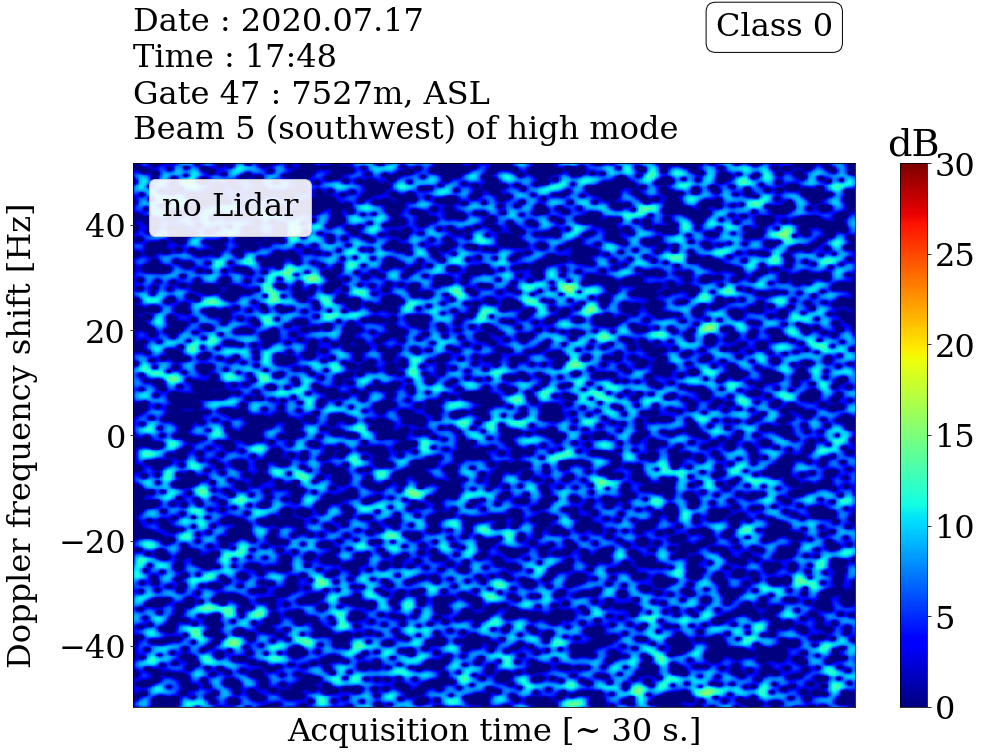 Date : 2020.07.17
Time : 17:48
Gate 47 : 7527m, ASL
Beam 5 (southwest) of high mode
Class 0
no Lidar
Doppler frequency shift [Hz]
40
20
0
−20
−40
Acquisition time [~ 30 s.]
dB
30
25
20
15
10
5
0